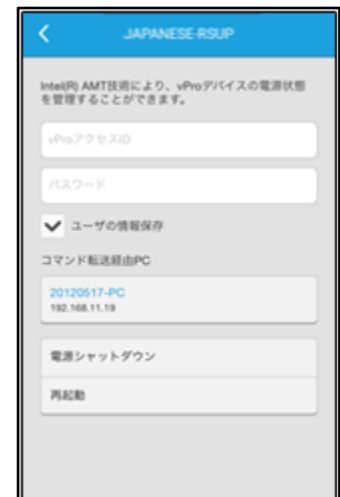 JAPANESE-RSUP
Intel(R) AMT技術により、vProデバイスの電源状態
を管理することができます。
vProアクセスID
パスワード
ユーザの情報保存
コマンド転送経由PC
20120517-PC
192.168.11.19
電源シャットダウン
再起動